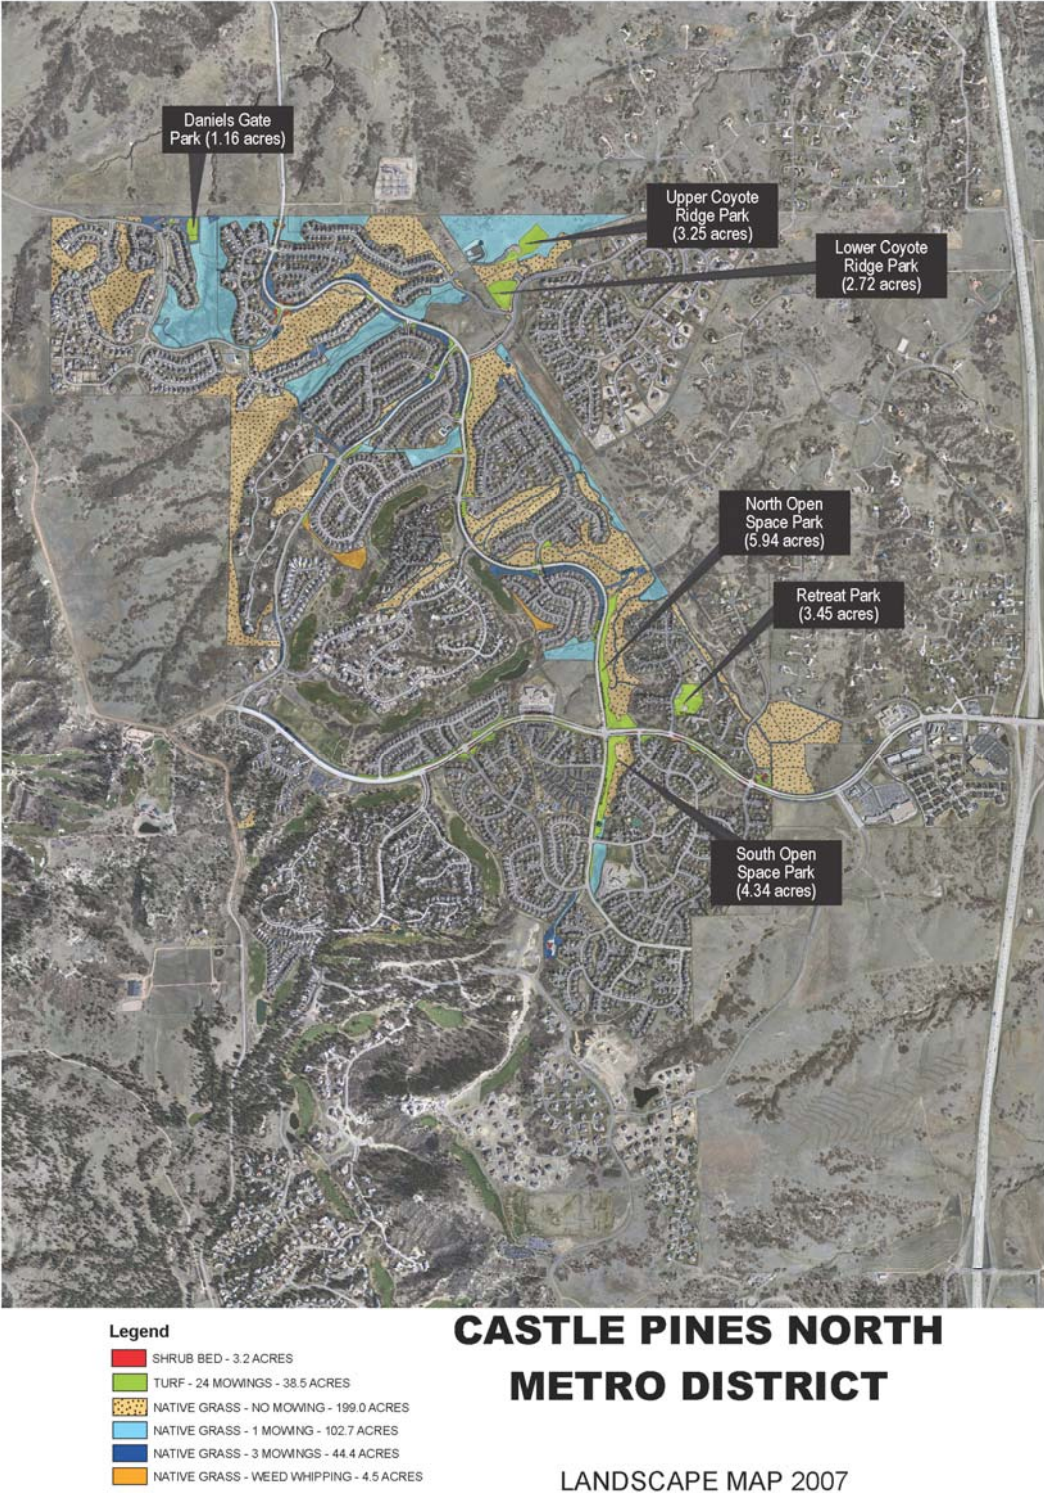 Daniels Gate
Park (1.16 acres)
Upper Coyote
Ridge Park
(3.25 acres)
Lower Coyote
Ridge Park
(2.72 acres)
North Open
Space Park
(5.94 acres)
Retreat Park
(3.45 acres)
South Open
Space Park
(4.34 acres)
Legend
SHRUB BED - 3.2 ACRES
TURF - 24 MOWINGS - 38.5 ACRES
NATIVE GRASS - NO MOWING - 199.0 ACRES
NATIVE GRASS - 1 MOWING - 102.7 ACRES
NATIVE GRASS - 3 MOWINGS - 44.4 ACRES
NATIVE GRASS - WEED WHIPPING - 4.5 ACRES
CASTLE PINES NORTH
METRO DISTRICT
LANDSCAPE MAP 2007